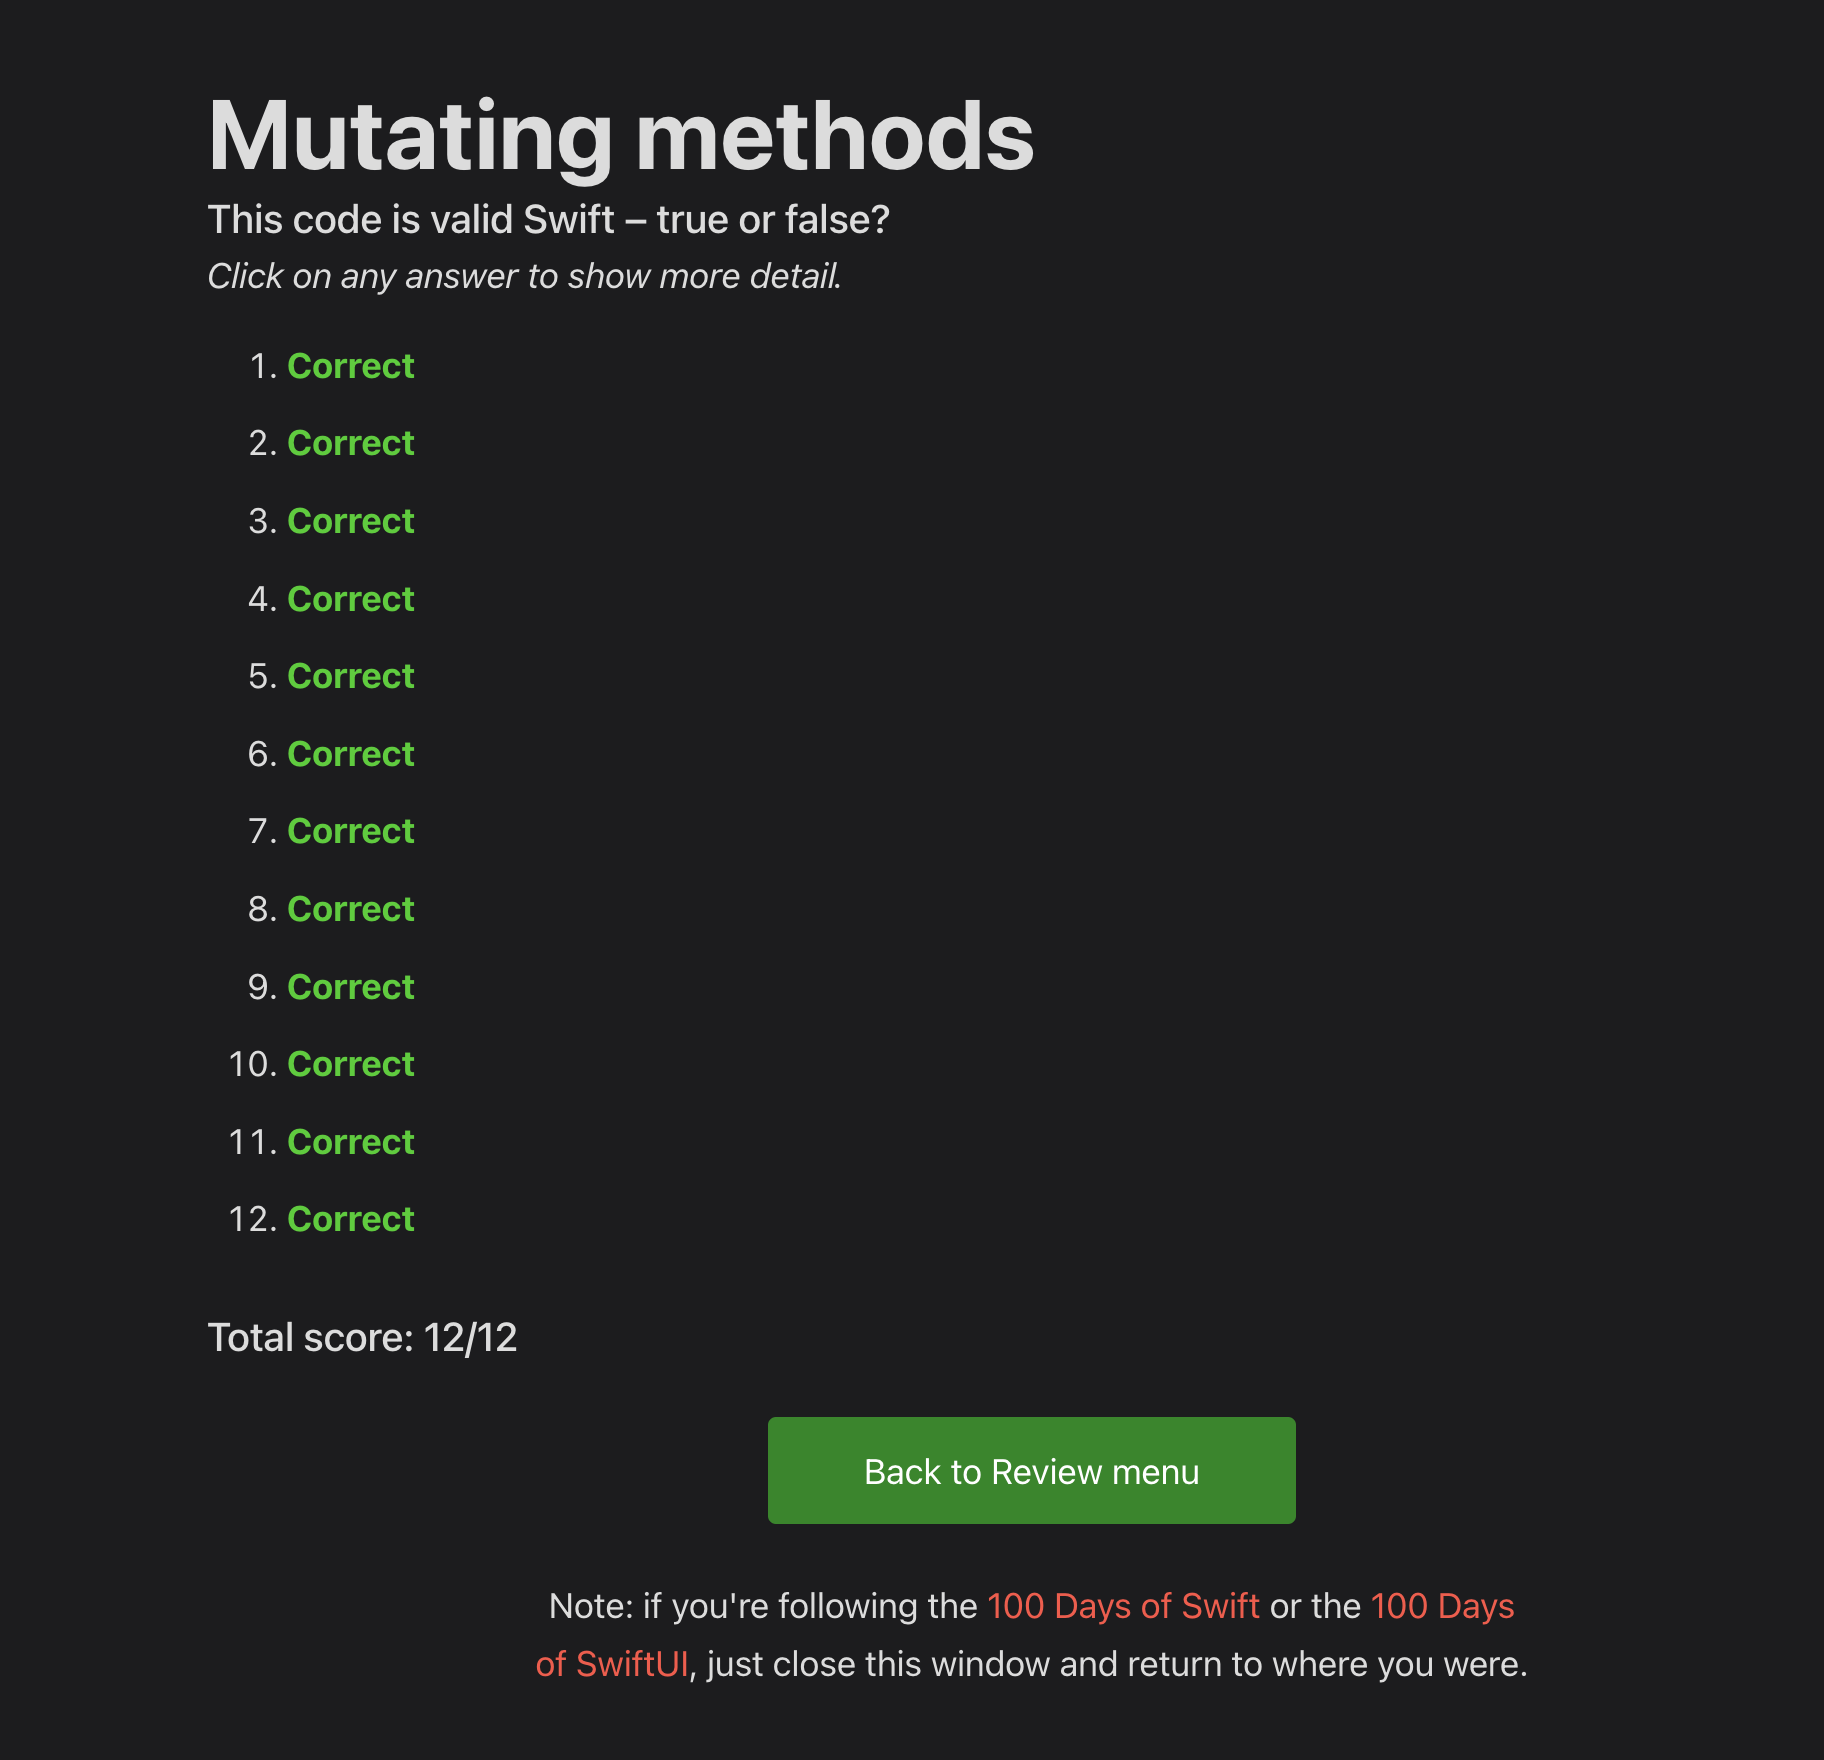 Mutating methods
This code is valid Swift – true or false?
Click on any answer to show more detail.
1. Correct
2. Correct
3. Correct
4. Correct
5. Correct
6. Correct
7. Correct
8. Correct
9. Correct
10. Correct
11. Correct
12. Correct
Total score: 12/12
Back to Review menu
Note: if you're following the 100 Days of Swift or the 100 Days
of SwiftUI, just close this window and return to where you were.